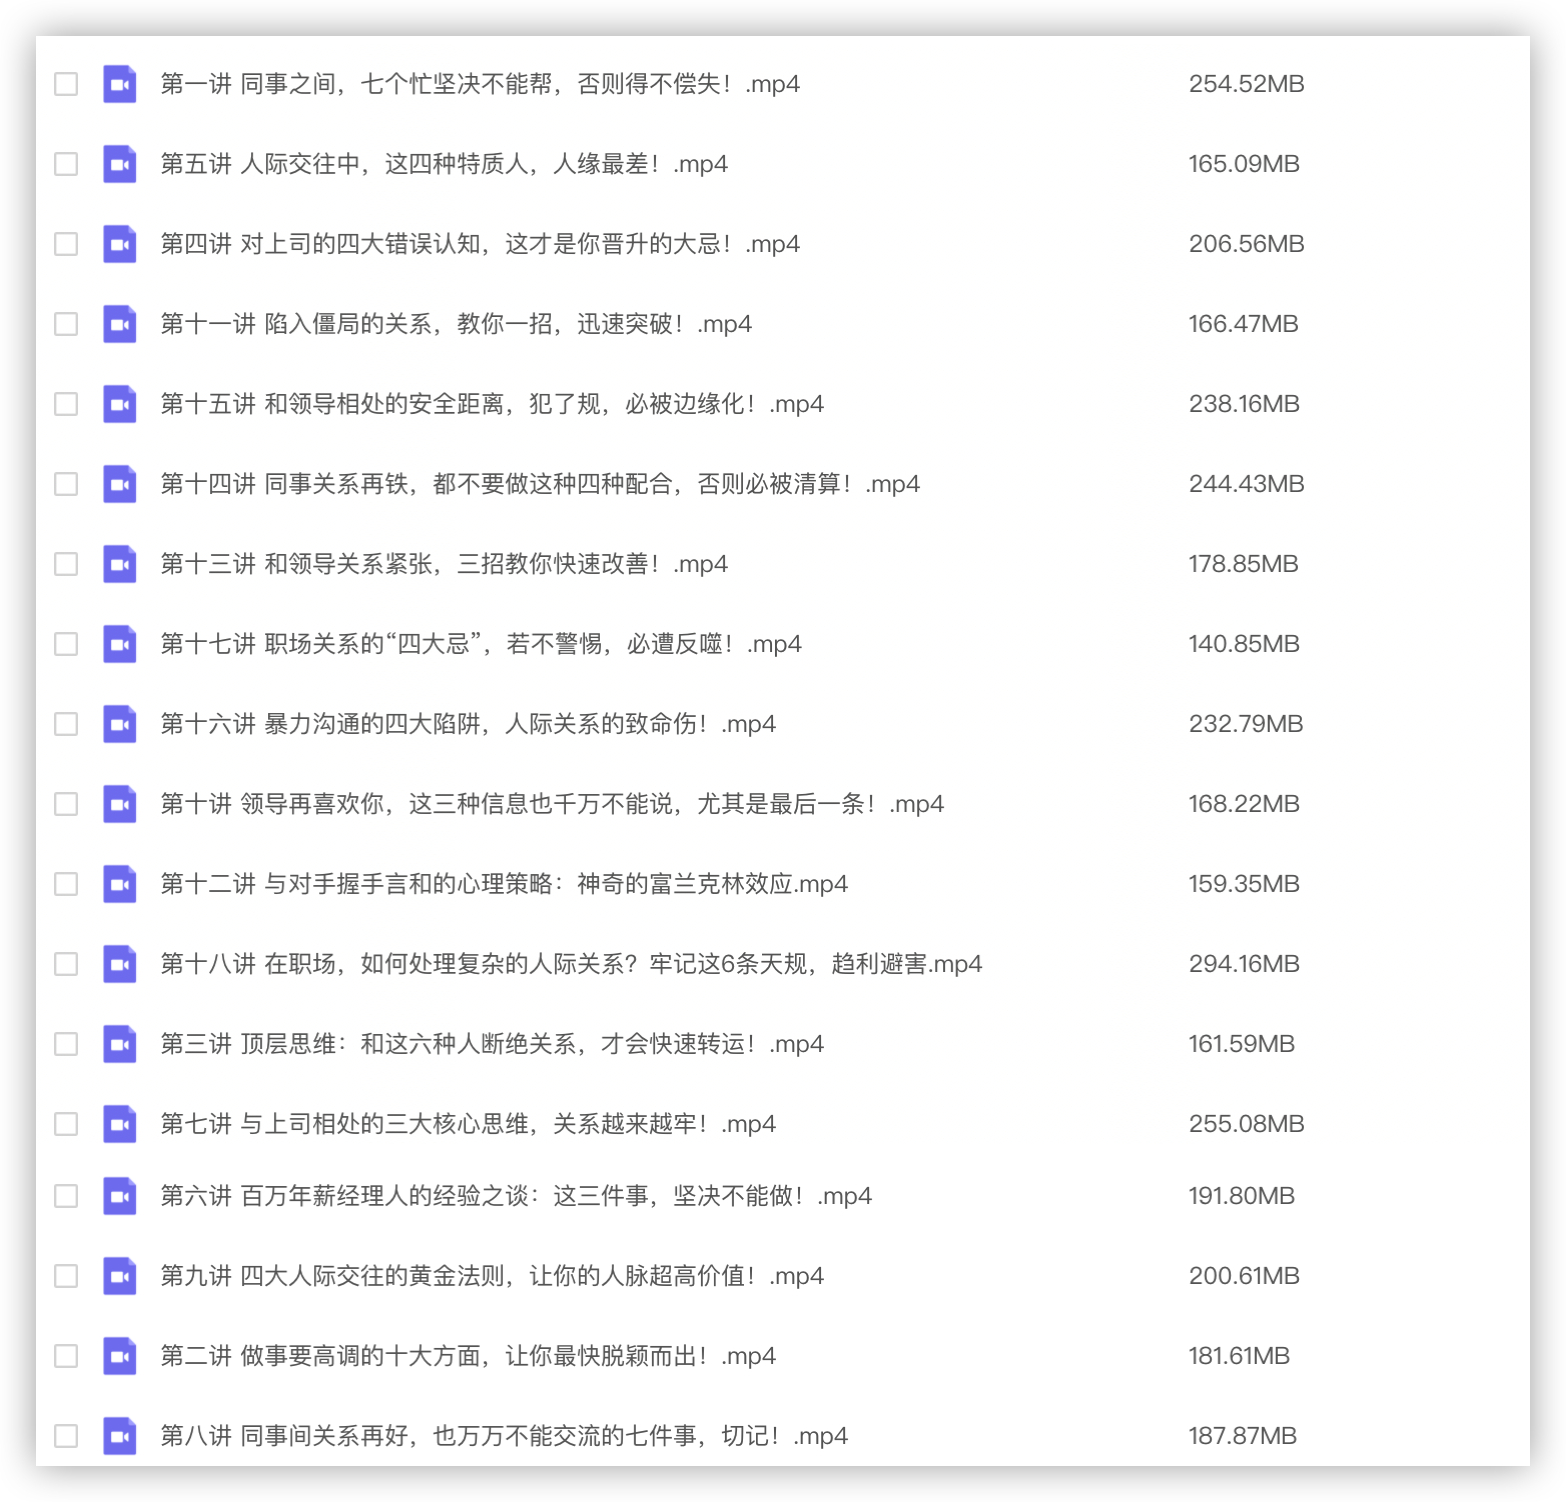 第一讲 同事之间，七个忙坚决不能帮，否则得不偿失！.mp4 254.52MB
第五讲 人际交往中，这四种特质人，人缘最差！.mp4 165.09MB
第四讲 对上司的四大错误认知，这才是你晋升的大忌！.mp4 206.56MB
第十一讲 陷入僵局的关系，教你一招，迅速突破！.mp4 166.47MB
第十五讲 和领导相处的安全距离，犯了规，必被边缘化！.mp4 238.16MB
第十四讲 同事关系再铁，都不要做这种四种配合，否则必被清算！.mp4 244.43MB
第十三讲 和领导关系紧张，三招教你快速改善！.mp4 178.85MB
第十七讲 职场关系的“四大忌”，若不警惕，必遭反噬！.mp4 140.85MB
第十六讲 暴力沟通的四大陷阱，人际关系的致命伤！.mp4 232.79MB
第十讲 领导再喜欢你，这三种信息也千万不能说，尤其是最后一条！.mp4 168.22MB
第十二讲 与对手握手言和的心理策略：神奇的富兰克林效应.mp4 159.35MB
第十八讲 在职场，如何处理复杂的人际关系？牢记这6条天规，趋利避害.mp4 294.16MB
第三讲 顶层思维：和这六种人断绝关系，才会快速转运！.mp4 161.59MB
第七讲 与上司相处的三大核心思维，关系越来越牢！.mp4 255.08MB
第六讲 百万年薪经理人的经验之谈：这三件事，坚决不能做！.mp4 191.80MB
第九讲 四大人际交往的黄金法则，让你的人脉超高价值！.mp4 200.61MB
第二讲 做事要高调的十大方面，让你最快脱颖而出！.mp4 181.61MB
第八讲 同事间关系再好，也万万不能交流的七件事，切记！.mp4 187.87MB